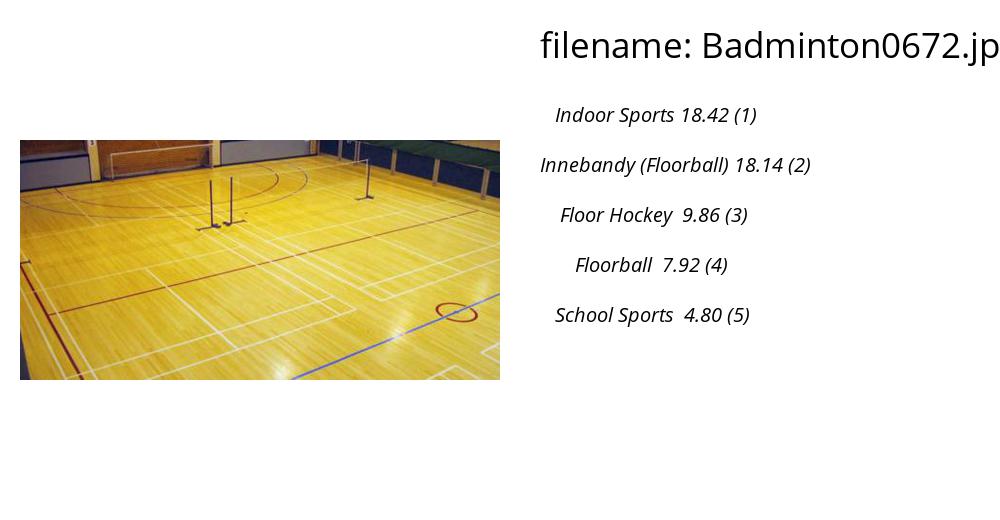 filename: Badminton0672.jp
Indoor Sports 18.42 (1)
Innebandy (Floorball) 18.14 (2)
Floor Hockey 9.86 (3)
Floorball 7.92 (4)
School Sports 4.80 (5)